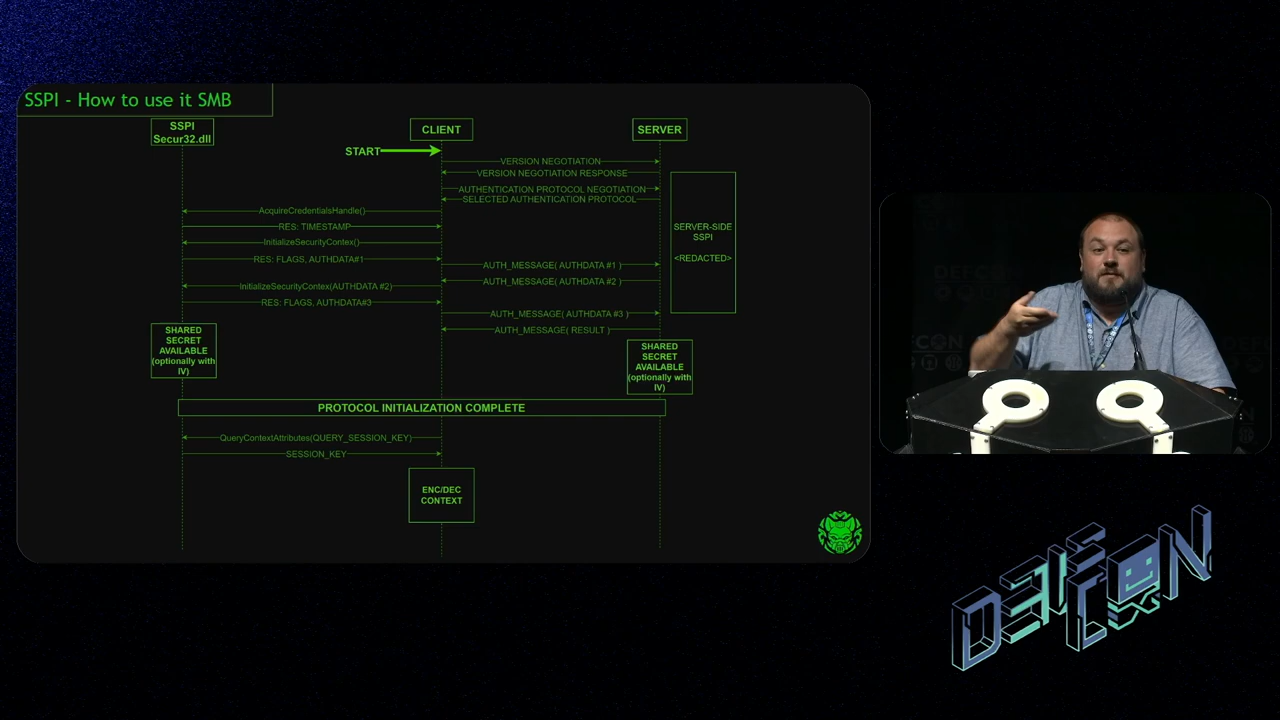 SSPI - How to use it SMB
SSPI
Secur32.dll
CLIENT
SERVER
START
VERSION NEGOTIATION
VERSION NEGOTIATION RESPONSE
AUTHENTICATION PROTOCOL NEGOTIATION
SELECTED AUTHENTICATION PROTOCOL
AcquireCredentialsHandle()
RES: TIMESTAMP
InitializeSecurityContex()
RES: FLAGS, AUTHDATA#1
SERVER-SIDE
SSPI
<REDACTED>
AUTH_MESSAGE( AUTHDATA #1 )
AUTH_MESSAGE( AUTHDATA #2 )
InitializeSecurityContex(AUTHDATA #2)
RES: FLAGS, AUTHDATA#3
AUTH_MESSAGE( AUTHDATA #3 )
AUTH_MESSAGE( RESULT )
SHARED
SECRET
AVAILABLE
(optionally with
IV)
SHARED
SECRET
AVAILABLE
(optionally with
IV)
PROTOCOL INITIALIZATION COMPLETE
QueryContextAttributes(QUERY_SESSION_KEY)
SESSION_KEY
ENC/DEC
CONTEXT
DEFCON